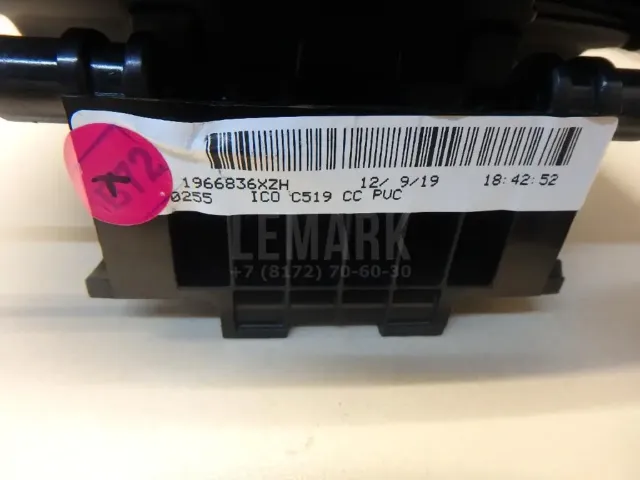 1966836XZH 12/ 9/19 18:42:52
0255 ICO C519 CC PVC
LEMARK
+7 (8172) 70-60-30